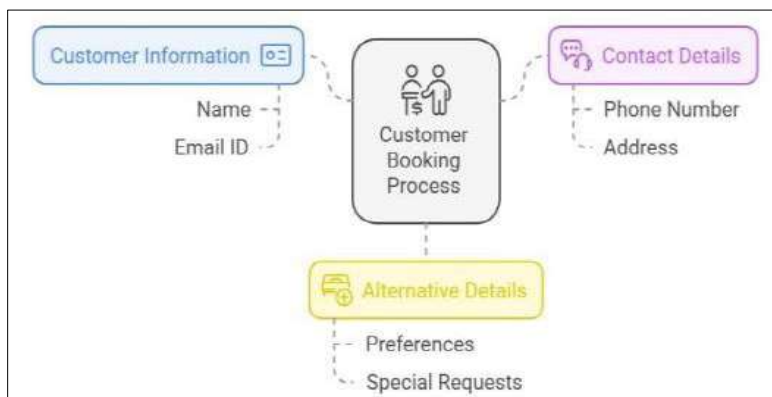 Customer Information
Name
Email ID
Customer
Booking
Process
Contact Details
Phone Number
Address
Alternative Details
Preferences
Special Requests